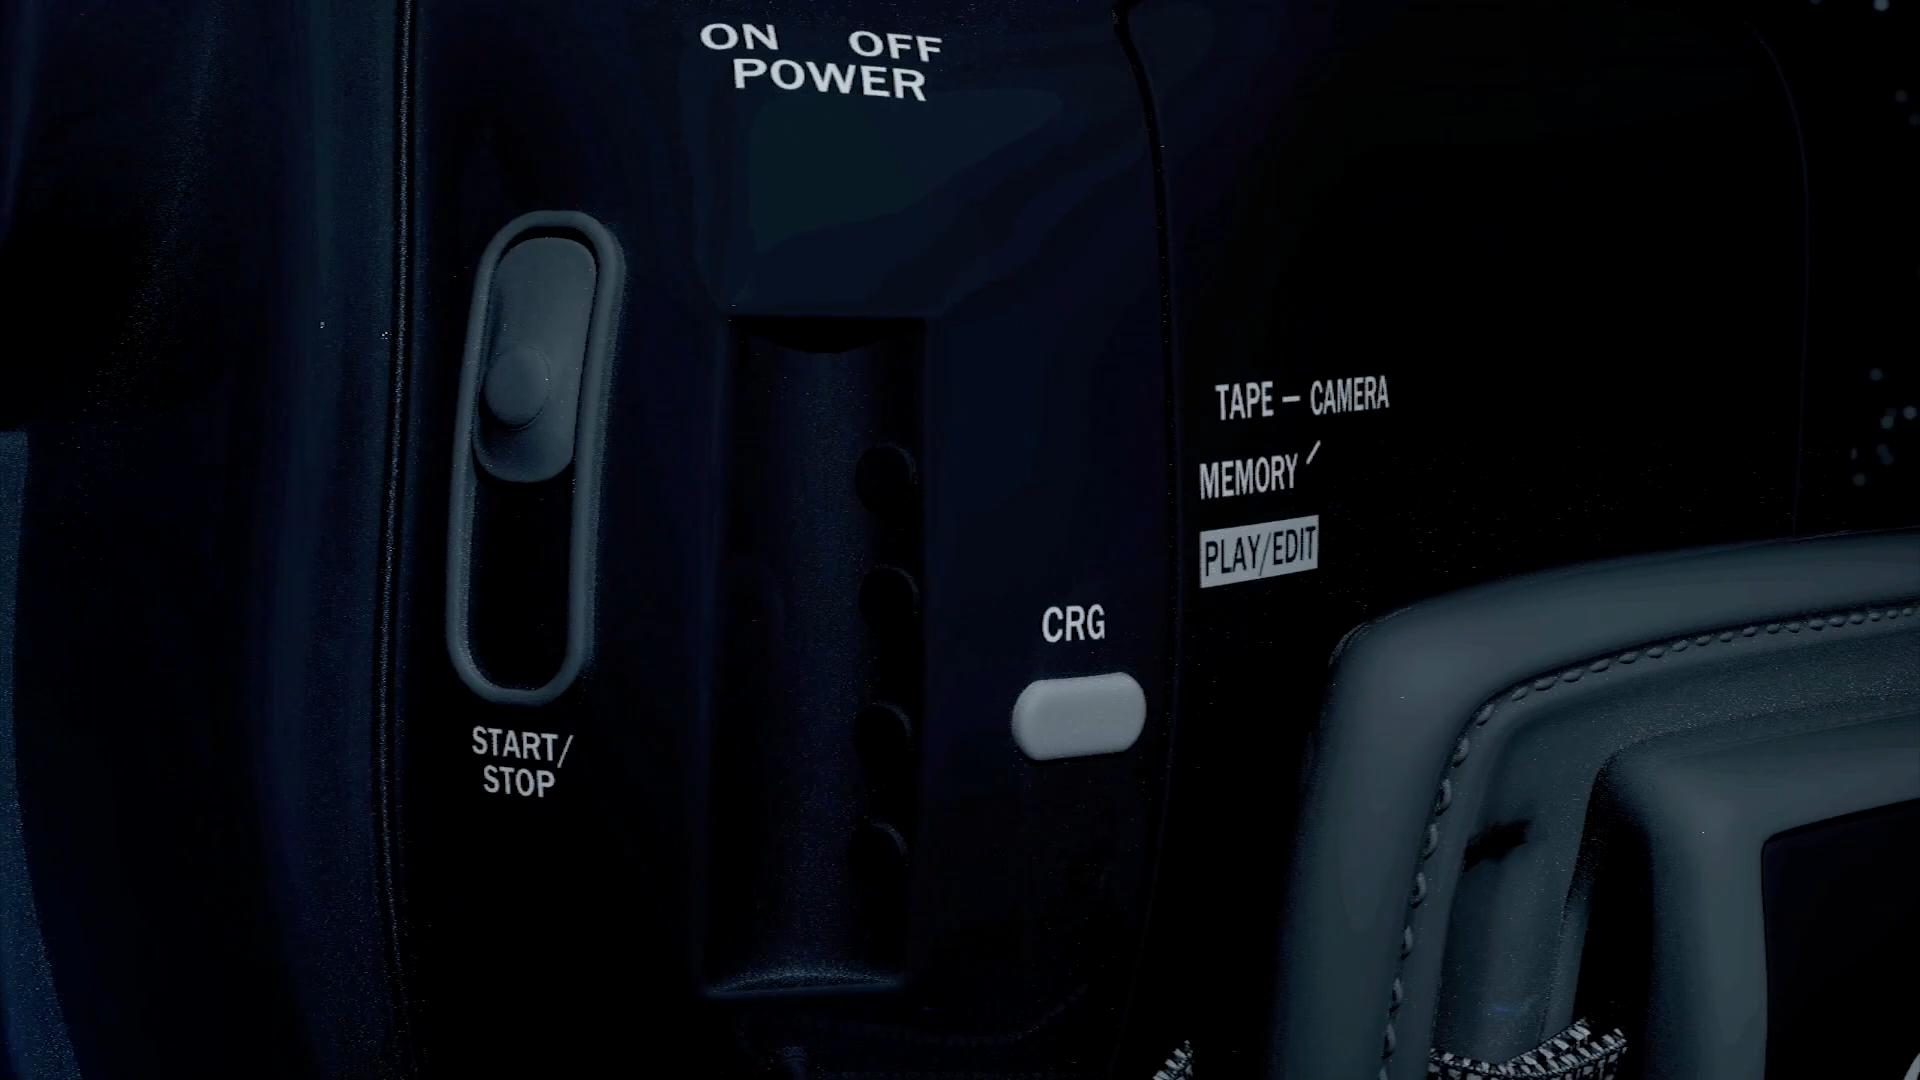 ON OFF
POWER
TAPE – CAMERA
MEMORY
PLAY/EDIT
CRG
START/
STOP